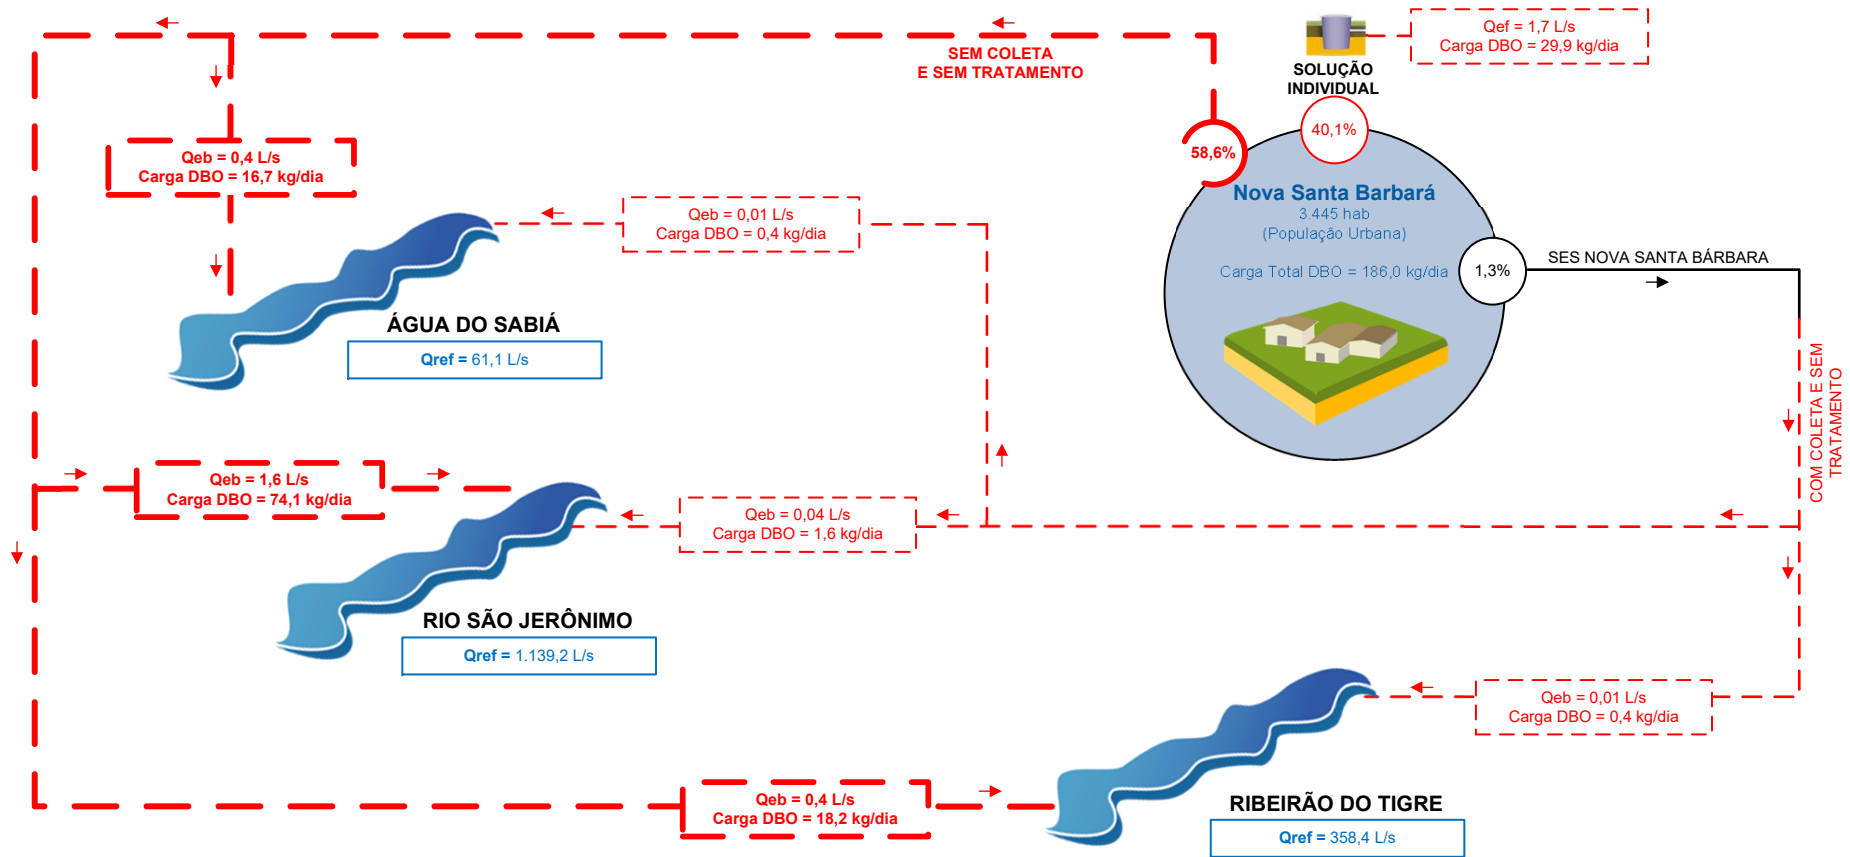 Qef = 1,7 L/s
Carga DBO = 29,9 kg/dia
SOLUÇÃO
INDIVIDUAL
SEM COLETA
E SEM TRATAMENTO
40,1%
58,6%
Qeb = 0,4 L/s
Carga DBO = 16,7 kg/dia
Nova Santa Barbará
3.445 hab
(População Urbana)
Carga Total DBO = 186,0 kg/dia
1,3%
SES NOVA SANTA BÁRBARA
Qeb = 0,01 L/s
Carga DBO = 0,4 kg/dia
ÁGUA DO SABIÁ
Qref = 61,1 L/s
COM COLETA E SEM
TRATAMENTO
Qeb = 1,6 L/s
Carga DBO = 74,1 kg/dia
Qeb = 0,04 L/s
Carga DBO = 1,6 kg/dia
RIO SÃO JERÔNIMO
Qref = 1.139,2 L/s
Qeb = 0,01 L/s
Carga DBO = 0,4 kg/dia
Qeb = 0,4 L/s
Carga DBO = 18,2 kg/dia
RIBEIRÃO DO TIGRE
Qref = 358,4 L/s